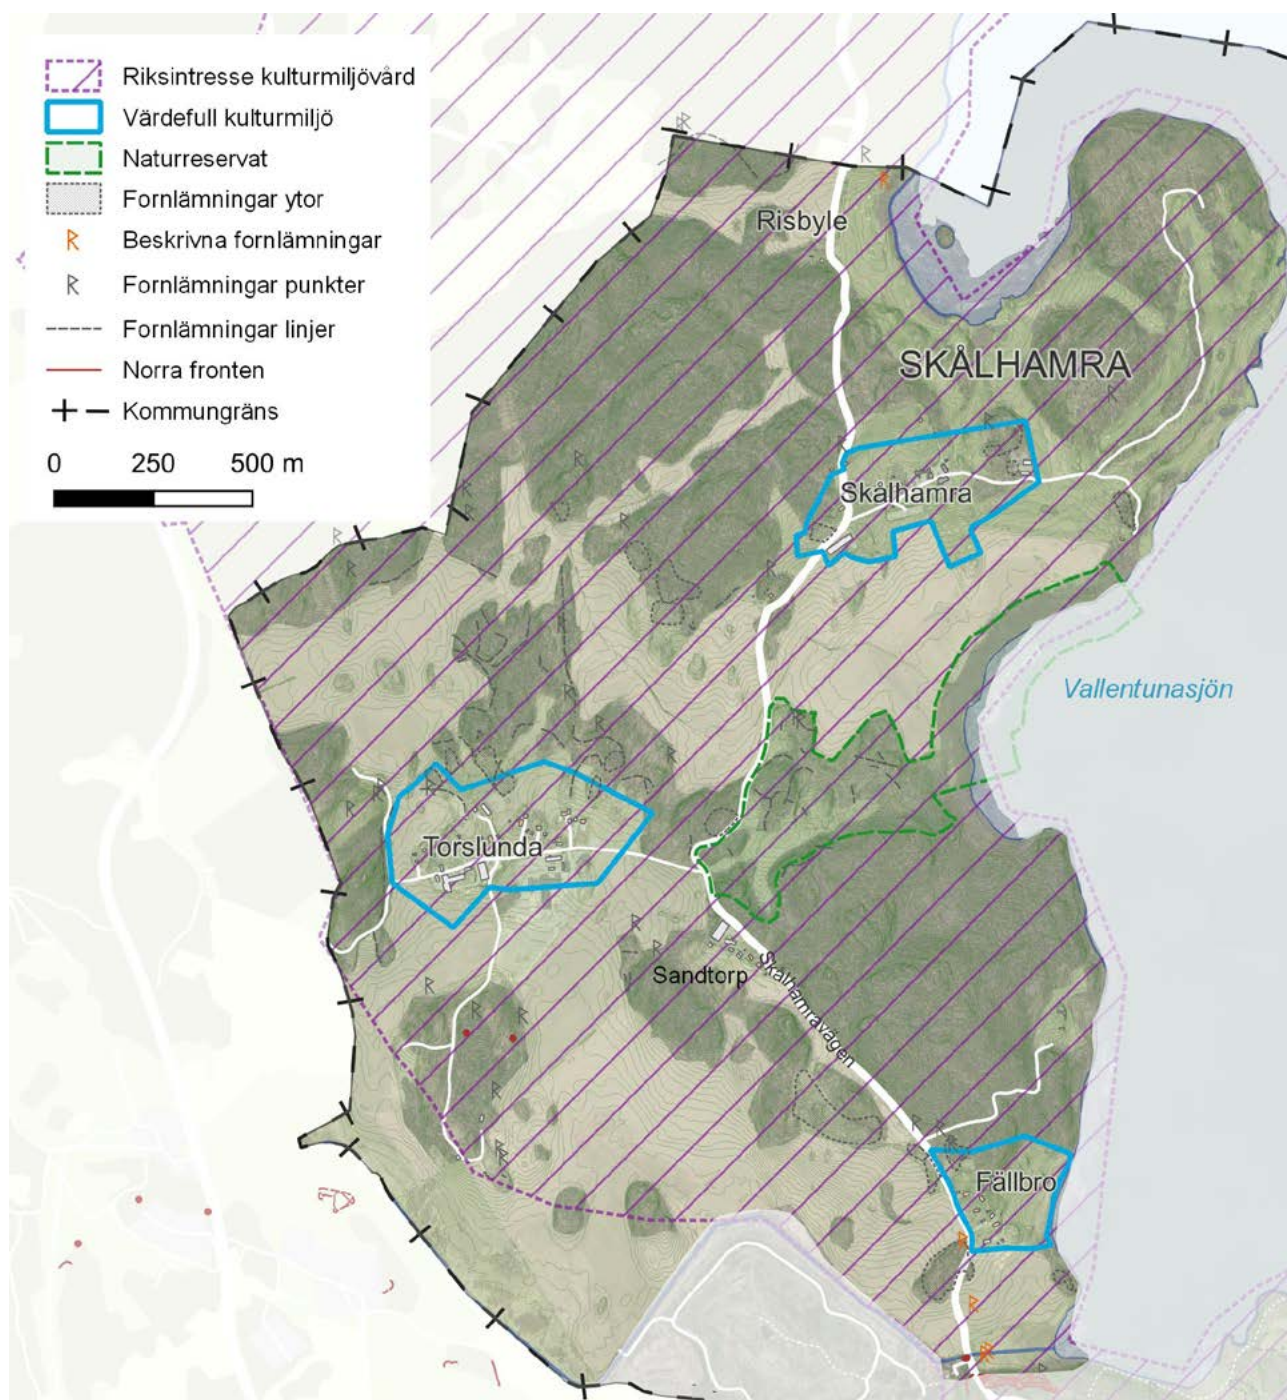 Riksintresse kulturmiljövård
Värdefull kulturmiljö
Naturreservat
Fornlämningar ytor
Beskrivna fornlämningar
Fornlämningar punkter
Fornlämningar linjer
Norra fronten
Kommungräns
0 250 500 m
Risbyle
SKÅLHAMRA
Skålhamra
Vallentunasjön
Torslunda
Sandtorp
Skålhamravägen
Fällbro